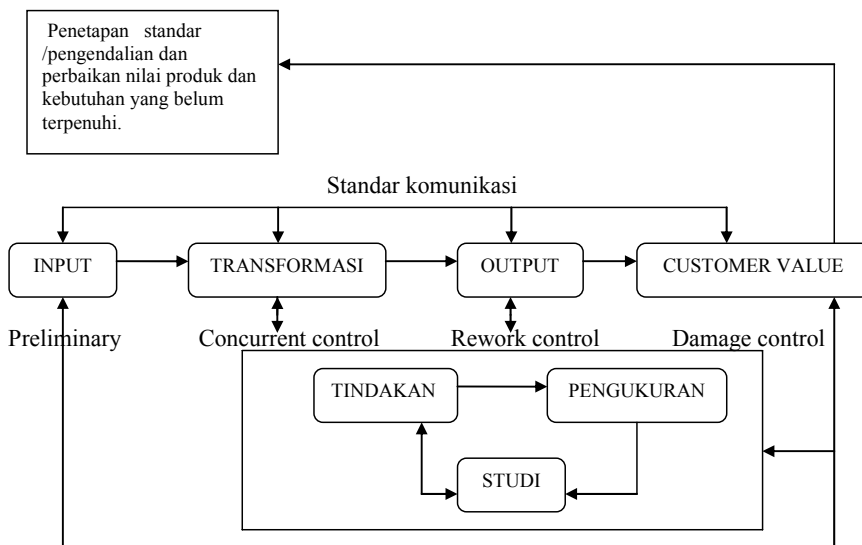 Penetapan standar
/pengendalian dan
perbaikan nilai produk dan
kebutuhan yang belum
terpenuhi.
Standar komunikasi
INPUT
TRANSFORMASI
OUTPUT
CUSTOMER VALUE
Preliminary
Concurrent control
Rework control
Damage control
TINDAKAN
PENGUKURAN
STUDI